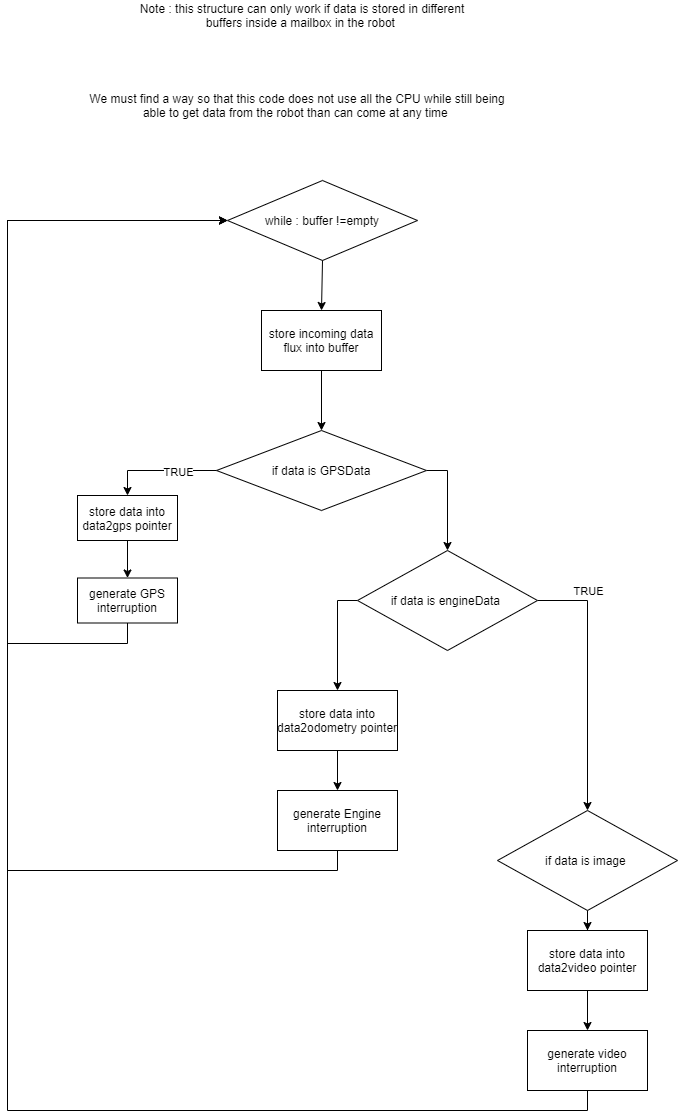 Note : this structure can only work if data is stored in different
buffers inside a mailbox in the robot
We must find a way so that this code does not use all the CPU while still being
able to get data from the robot than can come at any time
while : buffer !=empty
store incoming data
flux into buffer
if data is GPSData
TRUE
store data into
data2gps pointer
generate GPS
interruption
if data is engineData
TRUE
store data into
data2odometry pointer
generate Engine
interruption
if data is image
store data into
data2video pointer
generate video
interruption